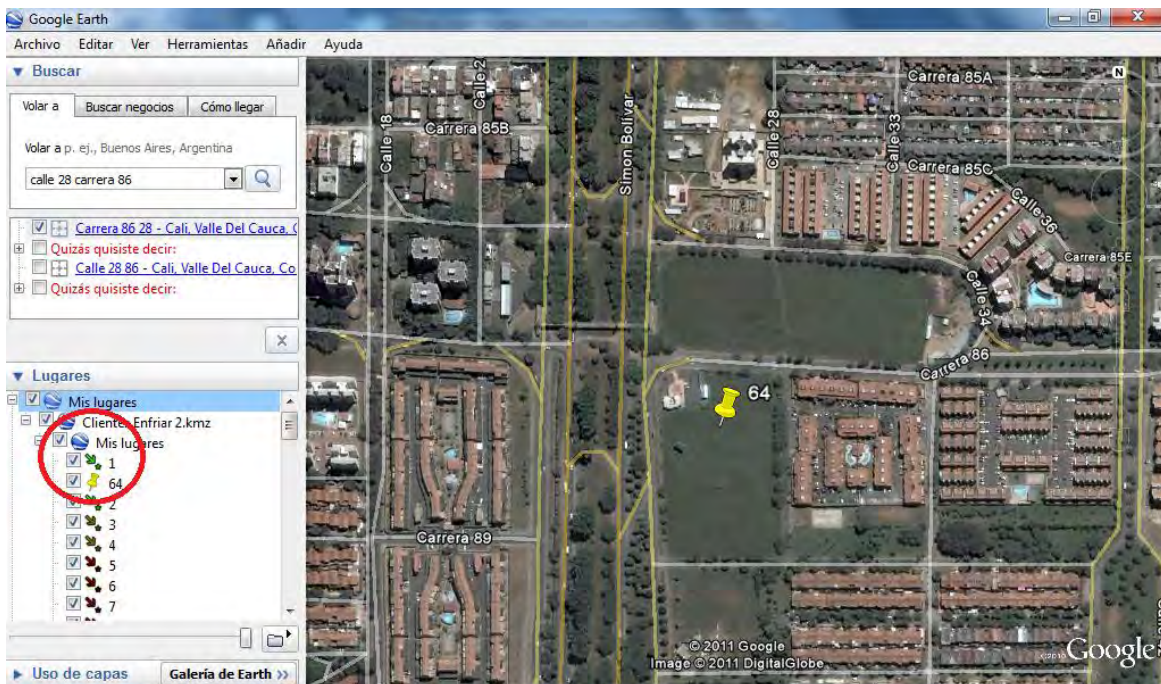 Google Earth
Archivo Editar Ver Herramientas Añadir Ayuda
Buscar
Volar a Buscar negocios Cómo llegar
Volar a p. ej., Buenos Aires, Argentina
calle 28 carrera 86
Carrera 86 28 - Cali, Valle Del Cauca, C
Quizás quisiste decir:
Calle 28 86 - Cali, Valle Del Cauca, Co
Quizás quisiste decir:
Lugares
Mis lugares
Clientes Enfriar 2.kmz
Mis lugares
1
64
2
3
4
5
6
7
Uso de capas Galería de Earth >>
Carrera 85A
N
Calle 2
Carrera 85B
Calle 18
Simon Bolívar
Calle 28
Calle 33
Carrera 85C
Calle 36
Carrera 85E
Calle 34
Carrera 86
64
Carrera 89
© 2011 Google
Image © 2011 DigitalGlobe
©2010 Google